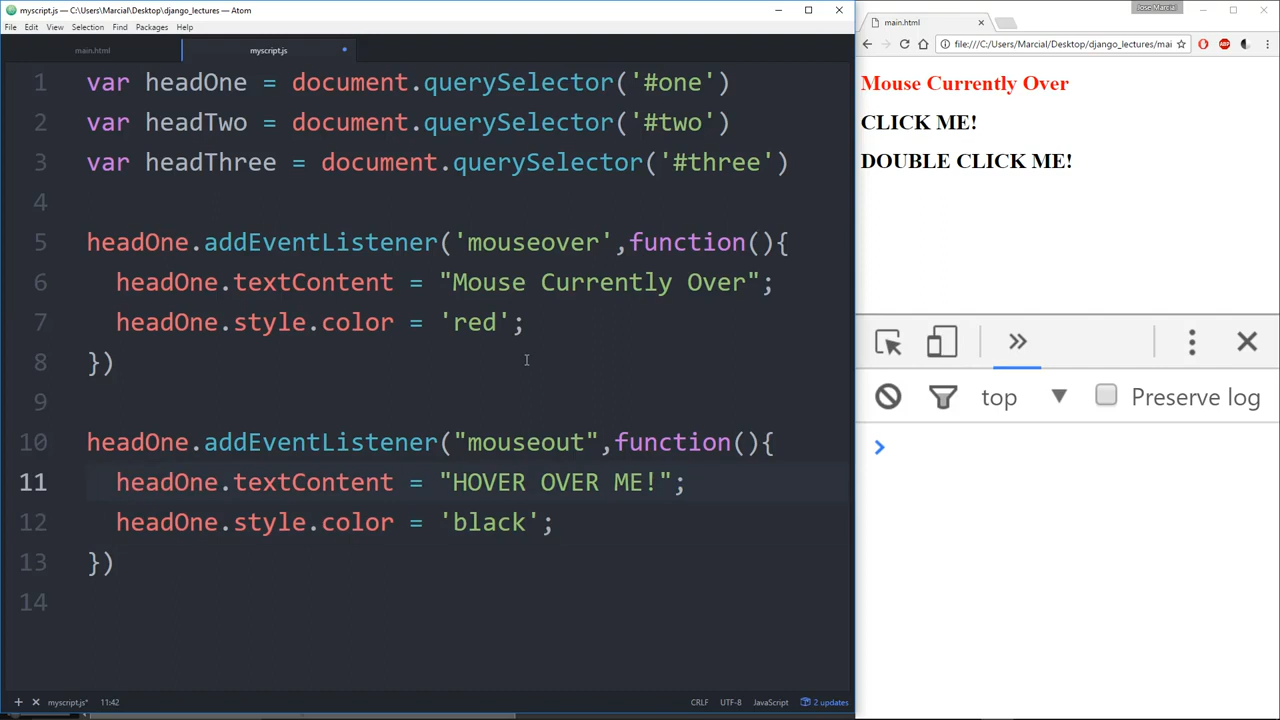 myscript.js — C:\Users\Marcial\Desktop\django_lectures — Atom
File Edit View Selection Find Packages Help
main.html myscript.js
1 var headOne = document.querySelector('#one')
2 var headTwo = document.querySelector('#two')
3 var headThree = document.querySelector('#three')
4
5 headOne.addEventListener('mouseover',function(){
6 headOne.textContent = "Mouse Currently Over";
7 headOne.style.color = 'red';
8 })
9
10 headOne.addEventListener("mouseout",function(){
11 headOne.textContent = "HOVER OVER ME!";
12 headOne.style.color = 'black';
13 })
14
myscript.js* 11:42 CRLF UTF-8 JavaScript 2 updates
Jose Marcial
main.html
file:///C:/Users/Marcial/Desktop/django_lectures/mai
ABP
Mouse Currently Over
CLICK ME!
DOUBLE CLICK ME!
top Preserve log